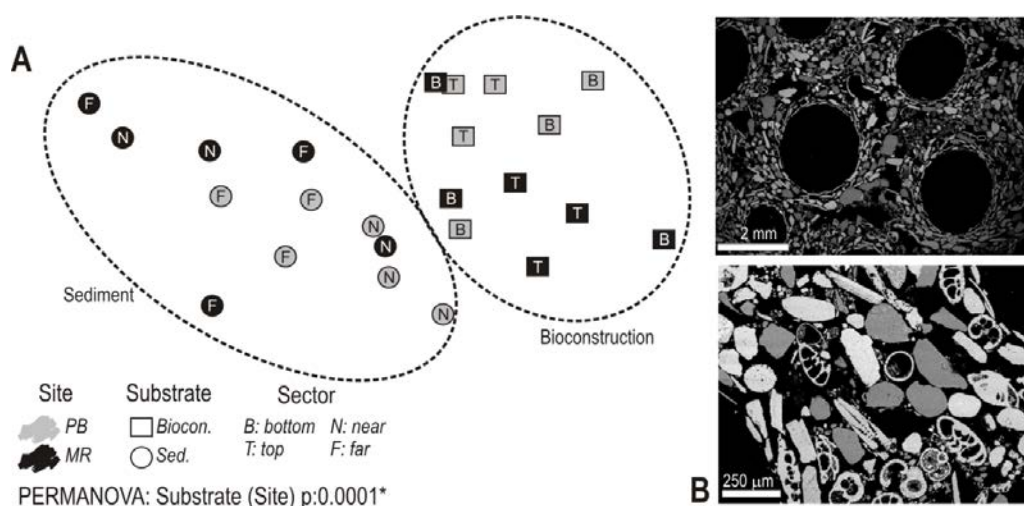 A
B T T B
F
N N F T B
F F B T
N B T
F N N B T B
Sediment F N
Bioconstruction
Site Substrate Sector
PB Biocon. B: bottom N: near
MR Sed. T: top F: far
PERMANOVA: Substrate (Site) p:0.0001*
2 mm
B
250 µm